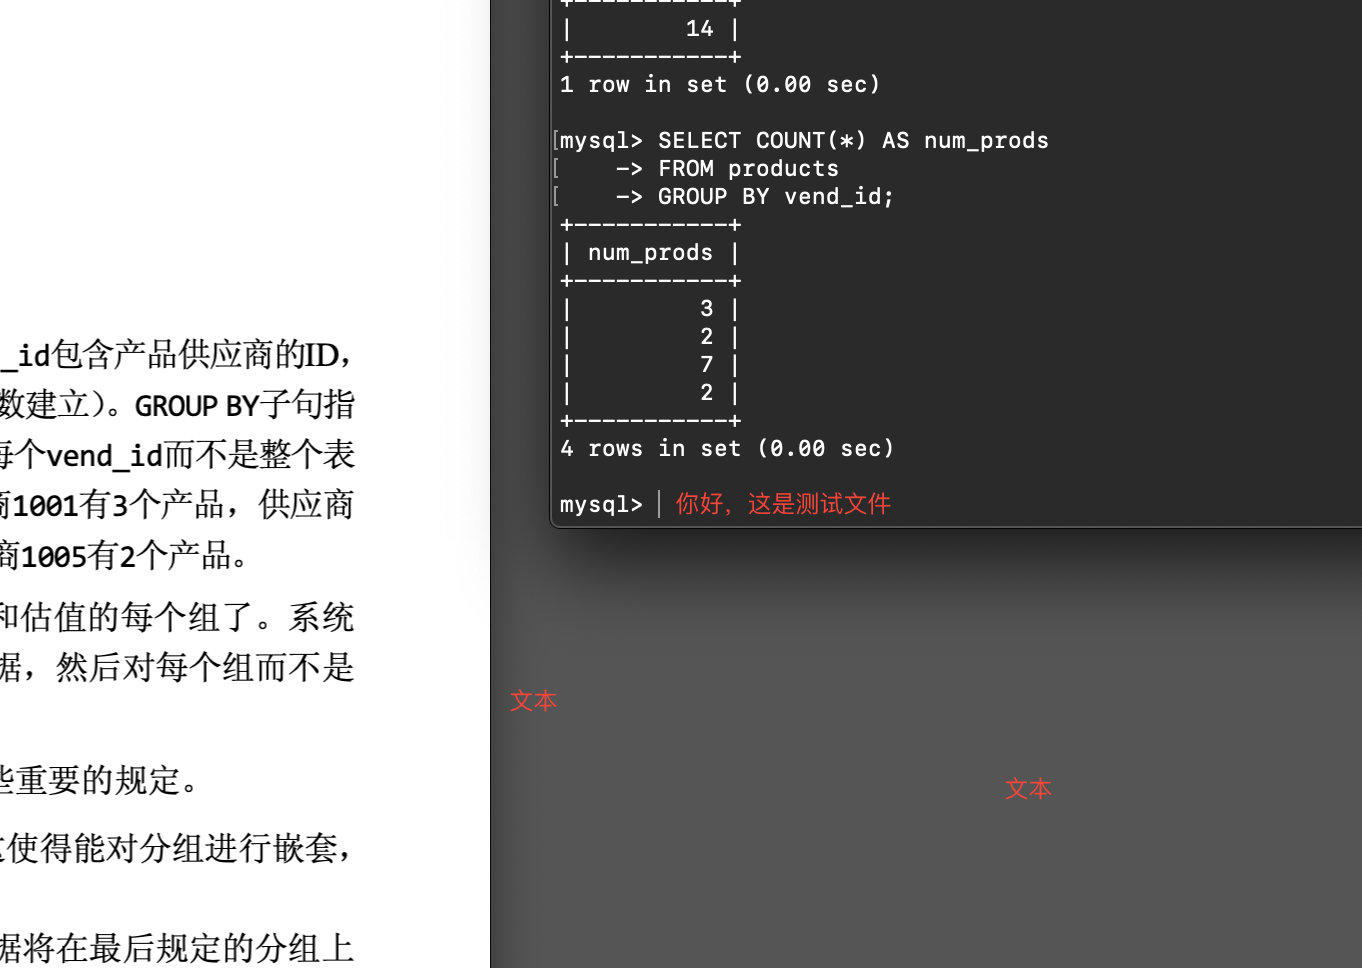 _id包含产品供应商的ID，
数建立）。GROUP BY子句指
每个vend_id而不是整个表
商1001有3个产品，供应商
商1005有2个产品。
和估值的每个组了。系统
据，然后对每个组而不是
些重要的规定。
使得能对分组进行嵌套，
据将在最后规定的分组上
+-----------+
|        14 |
+-----------+
1 row in set (0.00 sec)
[mysql> SELECT COUNT(*) AS num_prods
[    -> FROM products
[    -> GROUP BY vend_id;
+-----------+
| num_prods |
+-----------+
|         3 |
|         2 |
|         7 |
|         2 |
+-----------+
4 rows in set (0.00 sec)
mysql> 你好，这是测试文件
文本
文本